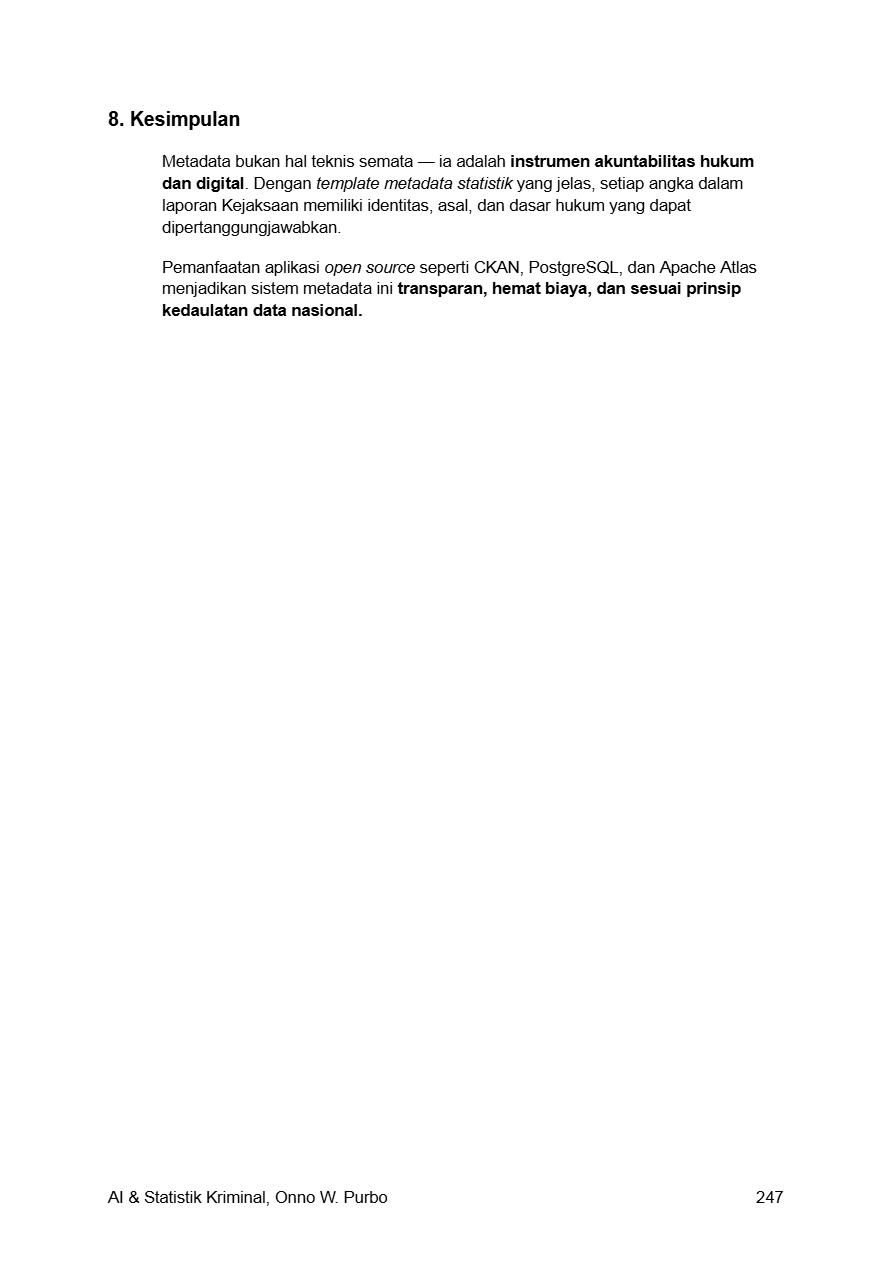 8. Kesimpulan
Metadata bukan hal teknis semata — ia adalah instrumen akuntabilitas hukum
dan digital. Dengan template metadata statistik yang jelas, setiap angka dalam
laporan Kejaksaan memiliki identitas, asal, dan dasar hukum yang dapat
dipertanggungjawabkan.
Pemanfaatan aplikasi open source seperti CKAN, PostgreSQL, dan Apache Atlas
menjadikan sistem metadata ini transparan, hemat biaya, dan sesuai prinsip
kedaulatan data nasional.
AI & Statistik Kriminal, Onno W. Purbo 247